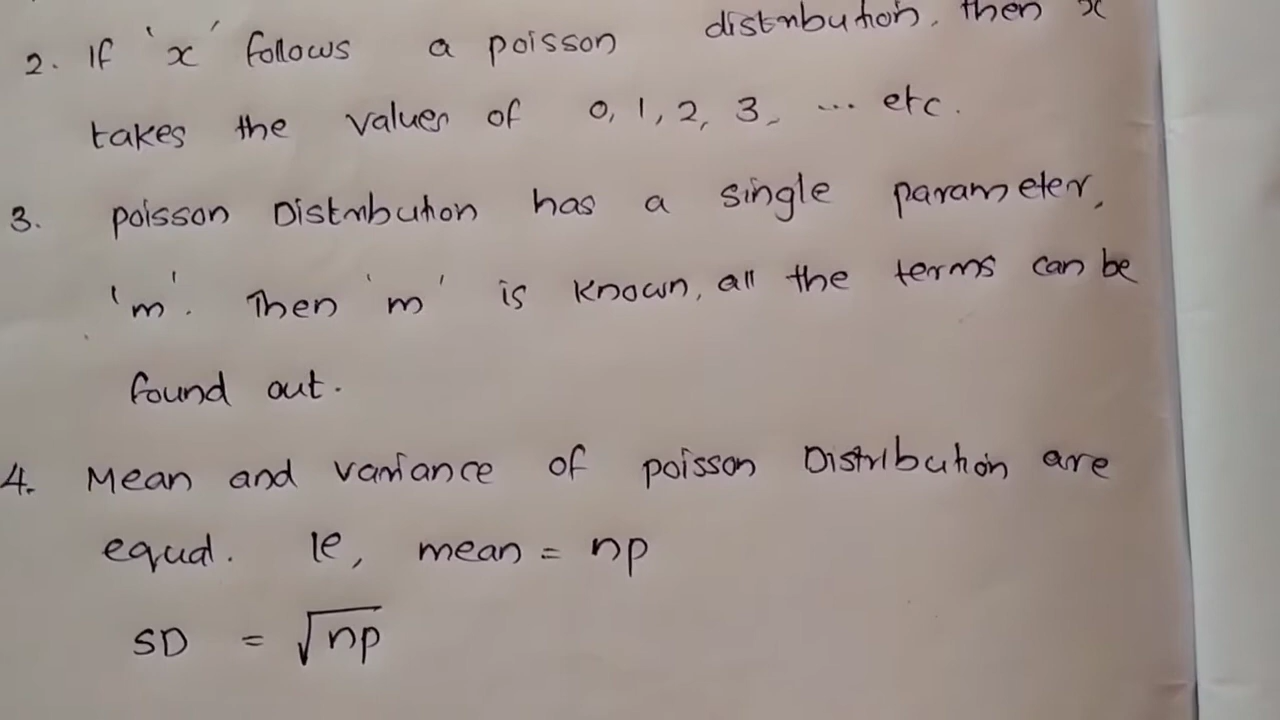 2. If 'x' follows a poisson distribution, then x
takes the values of 0, 1, 2, 3, ... etc.
3. poisson Distribution has a single parameter,
'm'. Then 'm' is known, all the terms can be
found out.
4. Mean and variance of poisson Distribution are
equal. Ie, mean = np
SD = √np